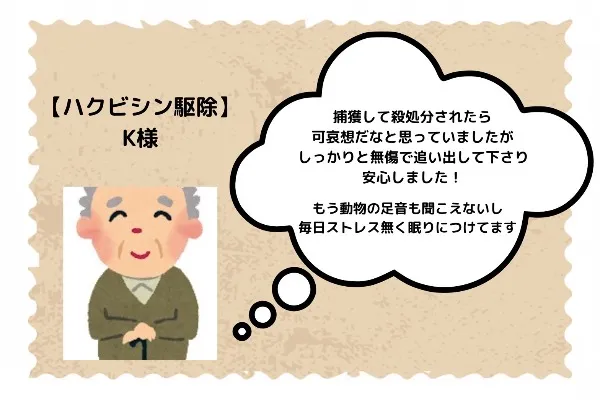 【ハクビシン駆除】
K様
捕獲して殺処分されたら
可哀想だなと思っていましたが
しっかりと無傷で追い出して下さり
安心しました！
もう動物の足音も聞こえないし
毎日ストレス無く眠りにつけてます